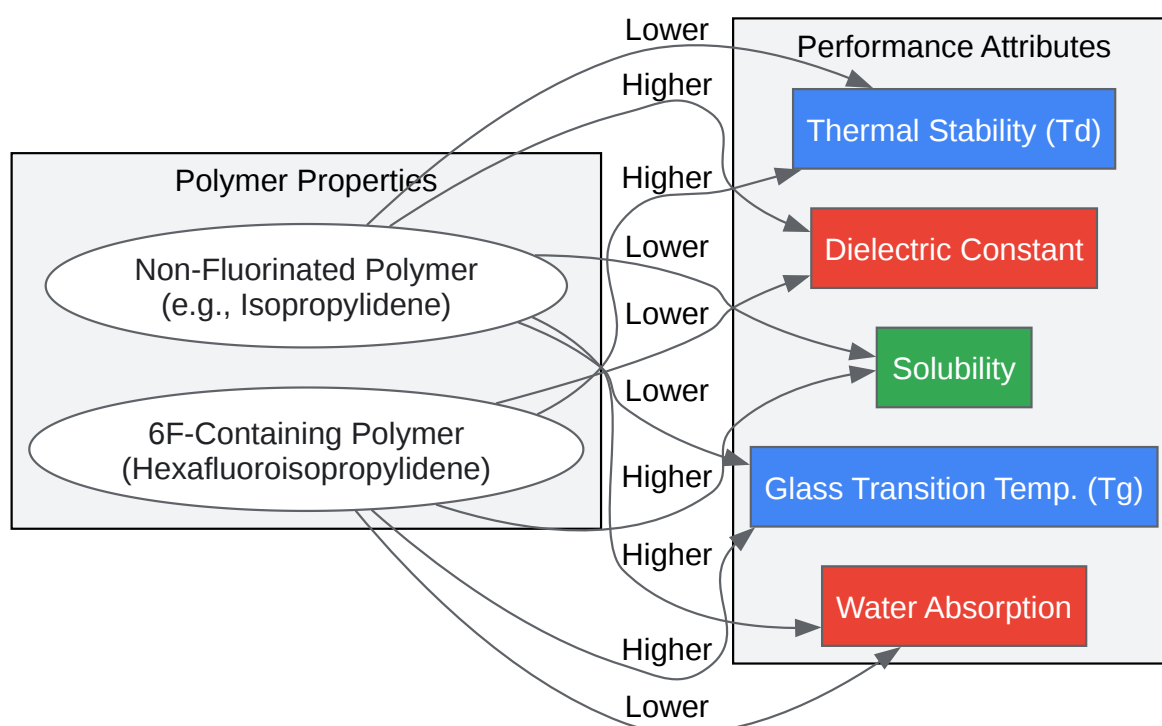 Polymer Properties
Non-Fluorinated Polymer
(e.g., Isopropylidene)
6F-Containing Polymer
(Hexafluoroisopropylidene)
Lower
Higher
Higher
Lower
Lower
Lower
Higher
Higher
Higher
Lower
Performance Attributes
Thermal Stability (Td)
Dielectric Constant
Solubility
Glass Transition Temp. (Tg)
Water Absorption